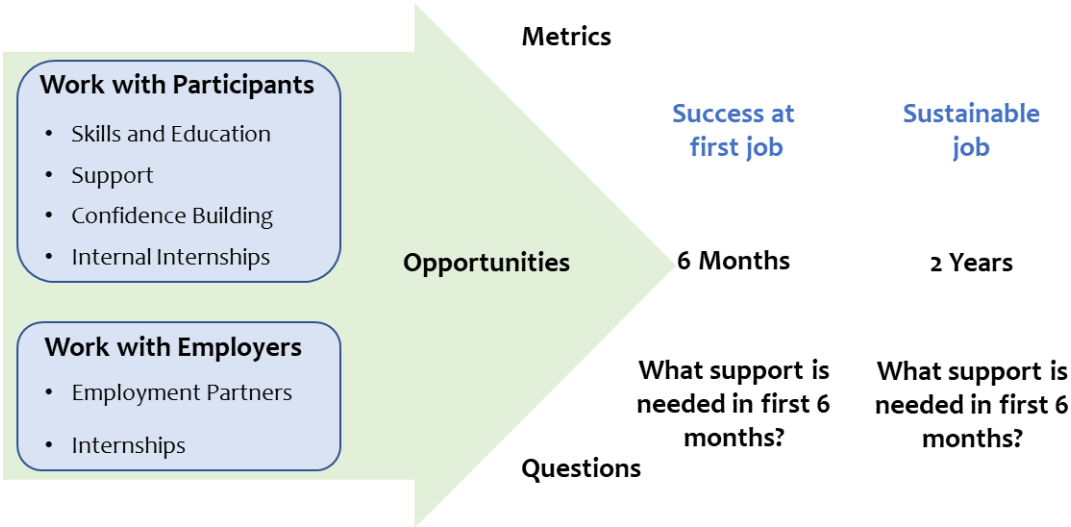 Metrics
Work with Participants
• Skills and Education
• Support
• Confidence Building
• Internal Internships
Work with Employers
• Employment Partners
• Internships
Opportunities
Success at
first job
Sustainable
job
6 Months
2 Years
What support is
needed in first 6
months?
What support is
needed in first 6
months?
Questions